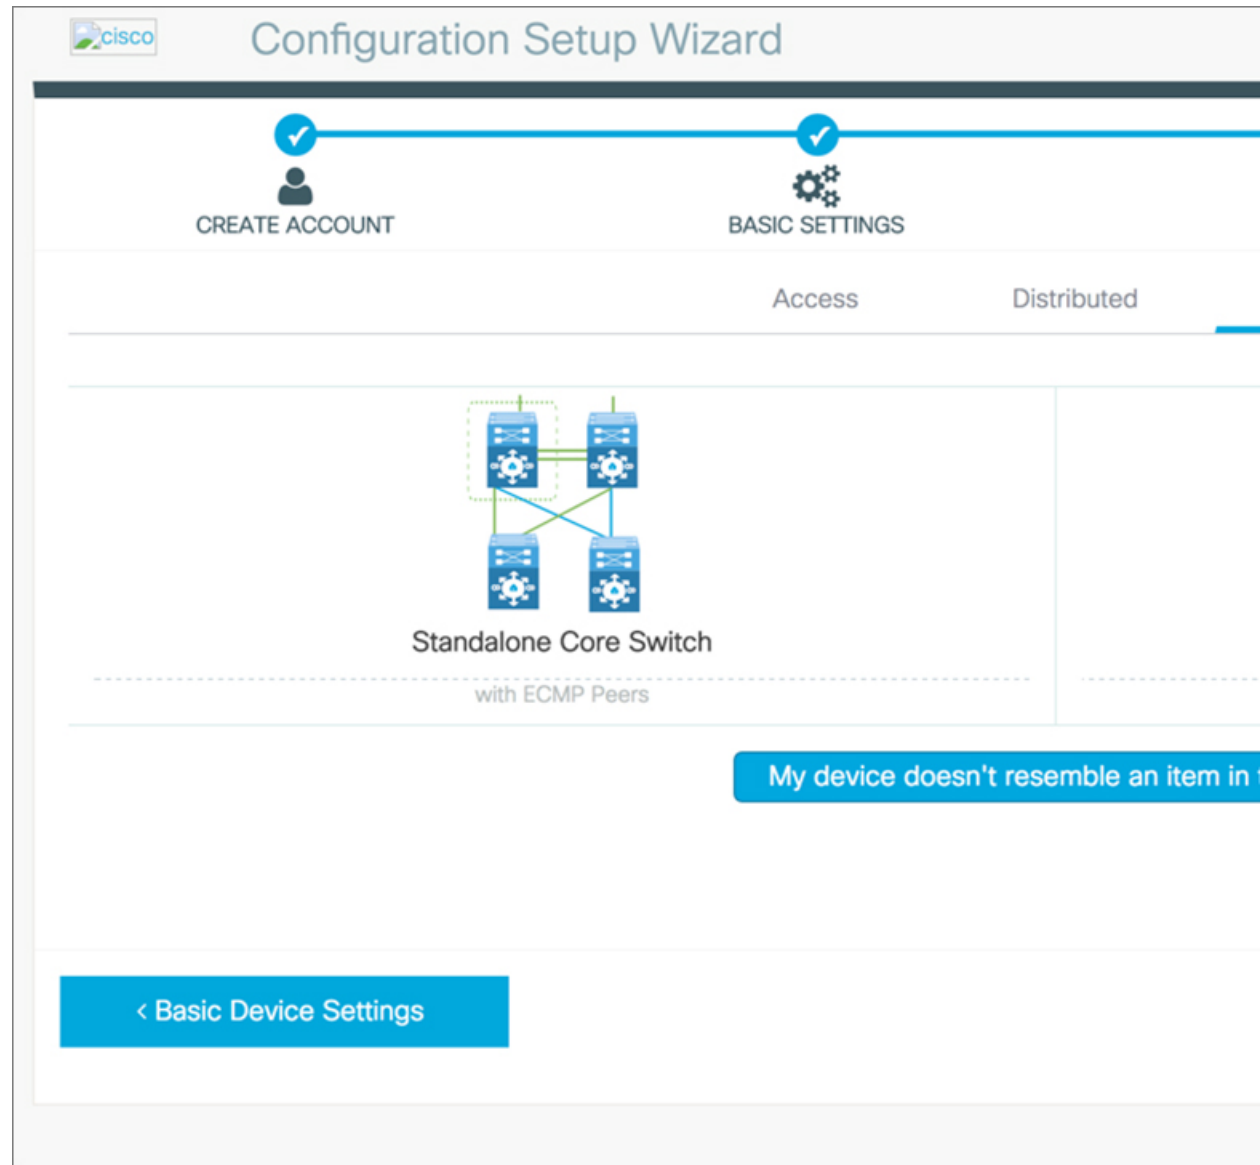 cisco
Configuration Setup Wizard
CREATE ACCOUNT
BASIC SETTINGS
Access
Distributed
Standalone Core Switch
with ECMP Peers
My device doesn't resemble an item in
< Basic Device Settings